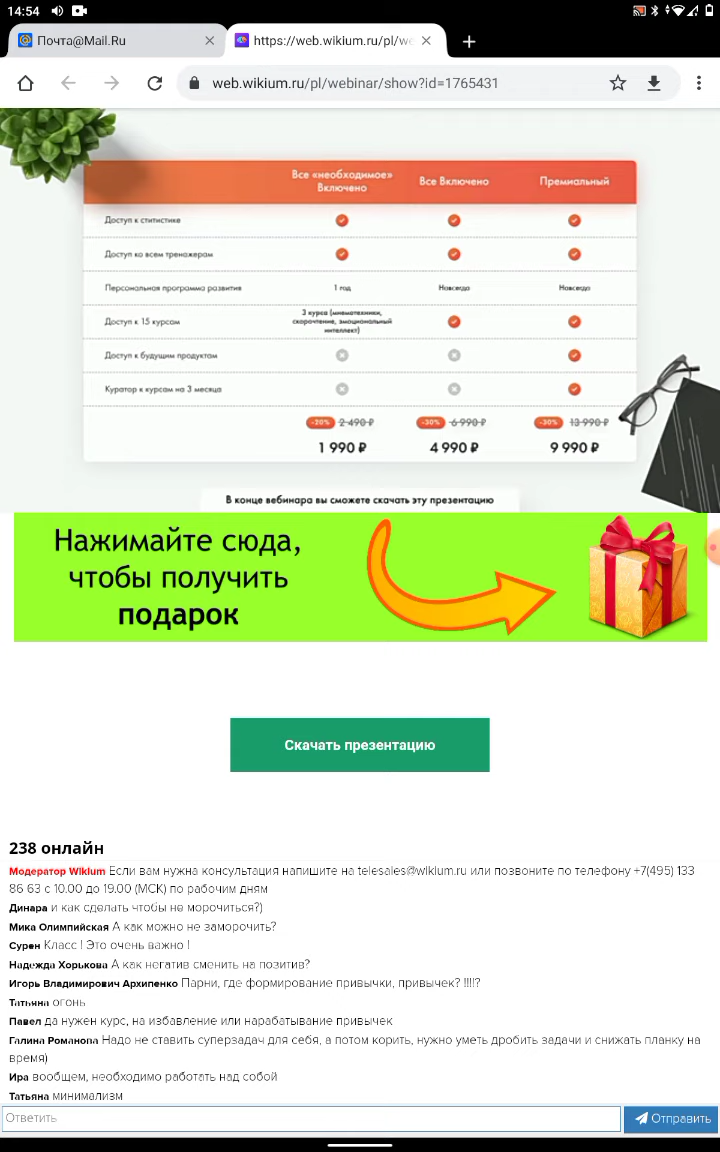 14:54
Почта@Mail.Ru
https://web.wikium.ru/pl/we
web.wikium.ru/pl/webinar/show?id=1765431
Все «необходимое» Включено
Все Включено
Премиальный
Доступ к ститистике
Доступ ко всем тренажерам
Персональная программа развития 1 год Навсегда Навсегда
Доступ к 15 курсам 3 курса (мнематехники, скорочтение, эмоциональный интеллект)
Доступ к будущим продуктам
Куратор к курсам на 3 месяца
-20% 2 490 ₽ -30% 6 990 ₽ -30% 13 990 ₽
1 990 ₽ 4 990 ₽ 9 990 ₽
В конце вебинара вы сможете скачать эту презентацию
Нажимайте сюда,
чтобы получить
подарок
Скачать презентацию
238 онлайн
Модератор Wikium Если вам нужна консультация напишите на telesales@wikium.ru или позвоните по телефону +7(495) 133
86 63 с 10.00 до 19.00 (МСК) по рабочим дням
Динара и как сделать чтобы не морочиться?)
Мика Олимпийская А как можно не заморочить?
Сурен Класс ! Это очень важно !
Надежда Хорькова А как негатив сменить на позитив?
Игорь Владимирович Архипенко Парни, где формирование привычки, привычек? !!!!?
Татьяна огонь
Павел да нужен курс, на избавление или нарабатывание привычек
Галина Романова Надо не ставить суперзадач для себя, а потом корить, нужно уметь дробить задачи и снижать планку на
время)
Ира вообщем, необходимо работать над собой
Татьяна минимализм
Ответить
Отправить